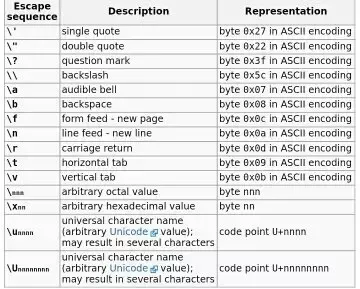 Escape sequence Description Representation
\' single quote byte 0x27 in ASCII encoding
\" double quote byte 0x22 in ASCII encoding
\? question mark byte 0x3f in ASCII encoding
\\ backslash byte 0x5c in ASCII encoding
\a audible bell byte 0x07 in ASCII encoding
\b backspace byte 0x08 in ASCII encoding
\f form feed - new page byte 0x0c in ASCII encoding
\n line feed - new line byte 0x0a in ASCII encoding
\r carriage return byte 0x0d in ASCII encoding
\t horizontal tab byte 0x09 in ASCII encoding
\v vertical tab byte 0x0b in ASCII encoding
\nnn arbitrary octal value byte nnn
\xnn arbitrary hexadecimal value byte nn
universal character name
\unnnn (arbitrary Unicode value); code point U+nnnn
may result in several characters
universal character name
\Unnnnnnnn (arbitrary Unicode value); code point U+nnnnnnnn
may result in several characters